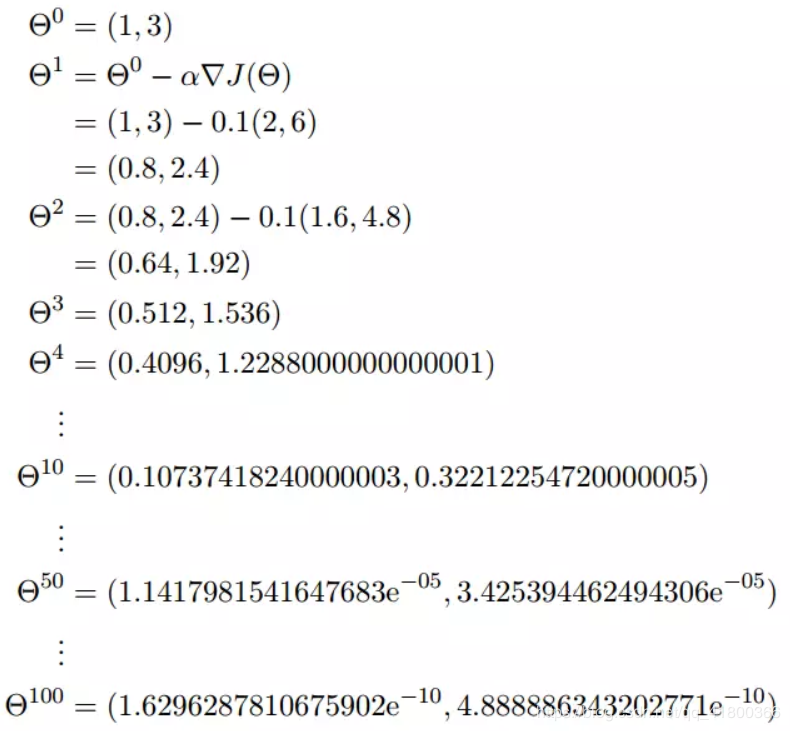 Θ⁰ = (1, 3)
Θ¹ = Θ⁰ − α∇J(Θ)
= (1, 3) − 0.1(2, 6)
= (0.8, 2.4)
Θ² = (0.8, 2.4) − 0.1(1.6, 4.8)
= (0.64, 1.92)
Θ³ = (0.512, 1.536)
Θ⁴ = (0.4096, 1.2288000000000001)
⋮
Θ¹⁰ = (0.10737418240000003, 0.32212254720000005)
⋮
Θ⁵⁰ = (1.1417981541647683e⁻⁰⁵, 3.425394462494306e⁻⁰⁵)
⋮
Θ¹⁰⁰ = (1.6296287810675902e⁻¹⁰, 4.888886343202771e⁻¹⁰)